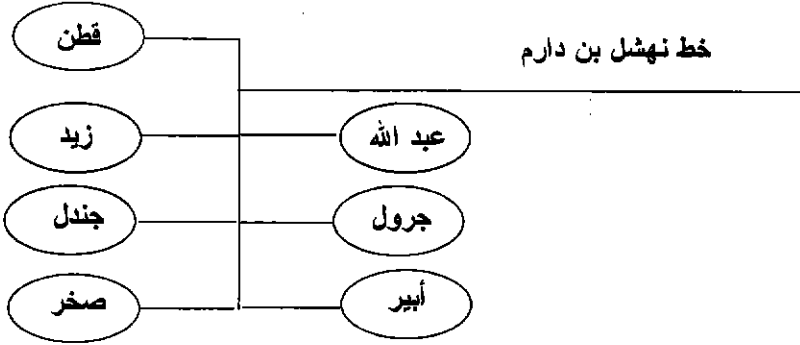 خط نهشل بن دارم
قطن
عبد الله
زيد
جرول
جندل
أبير
صخر